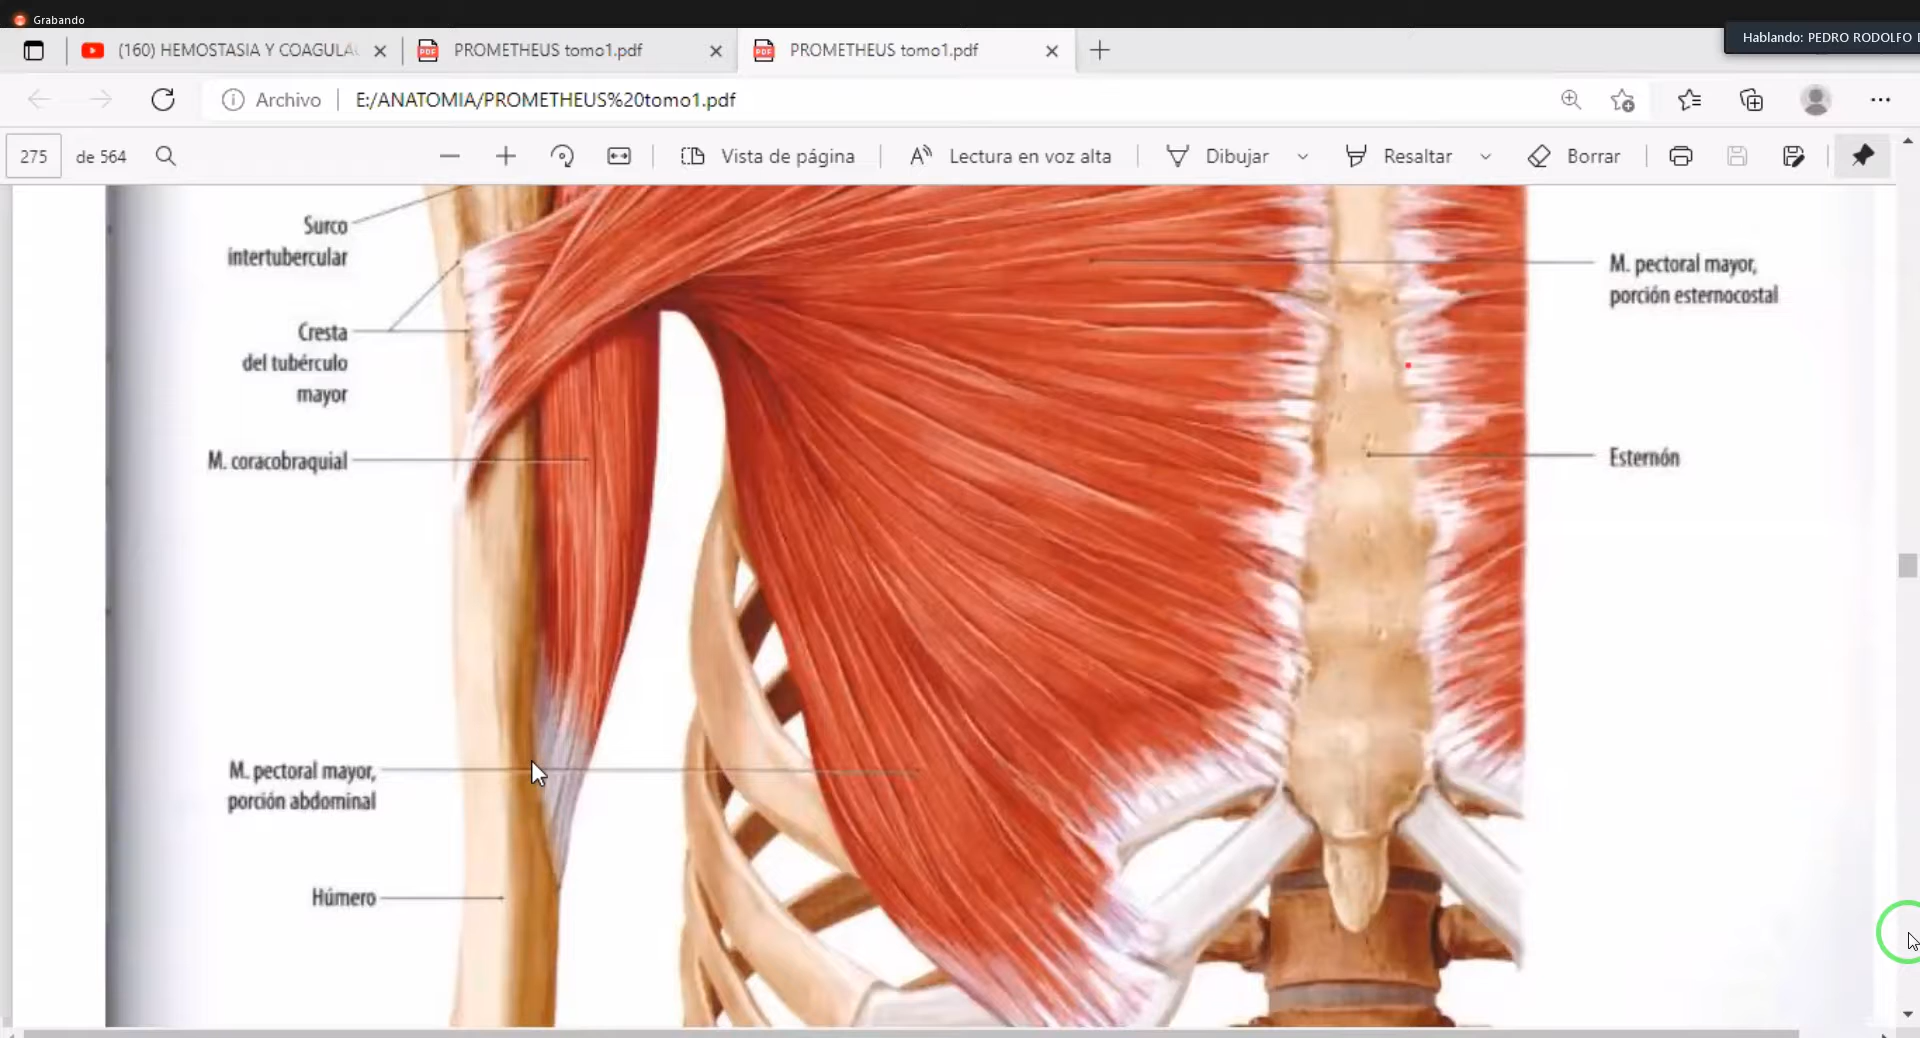 Grabando
(160) HEMOSTASIA Y COAGULA
PROMETHEUS tomo1.pdf
PROMETHEUS tomo1.pdf
Hablando: PEDRO RODOLFO
Archivo
E:/ANATOMIA/PROMETHEUS%20tomo1.pdf
275
de 564
Vista de página
Lectura en voz alta
Dibujar
Resaltar
Borrar
Surco
intertubercular
Cresta
del tubérculo
mayor
M. coracobraquial
M. pectoral mayor,
porción abdominal
Húmero
M. pectoral mayor,
porción esternocostal
Esternón